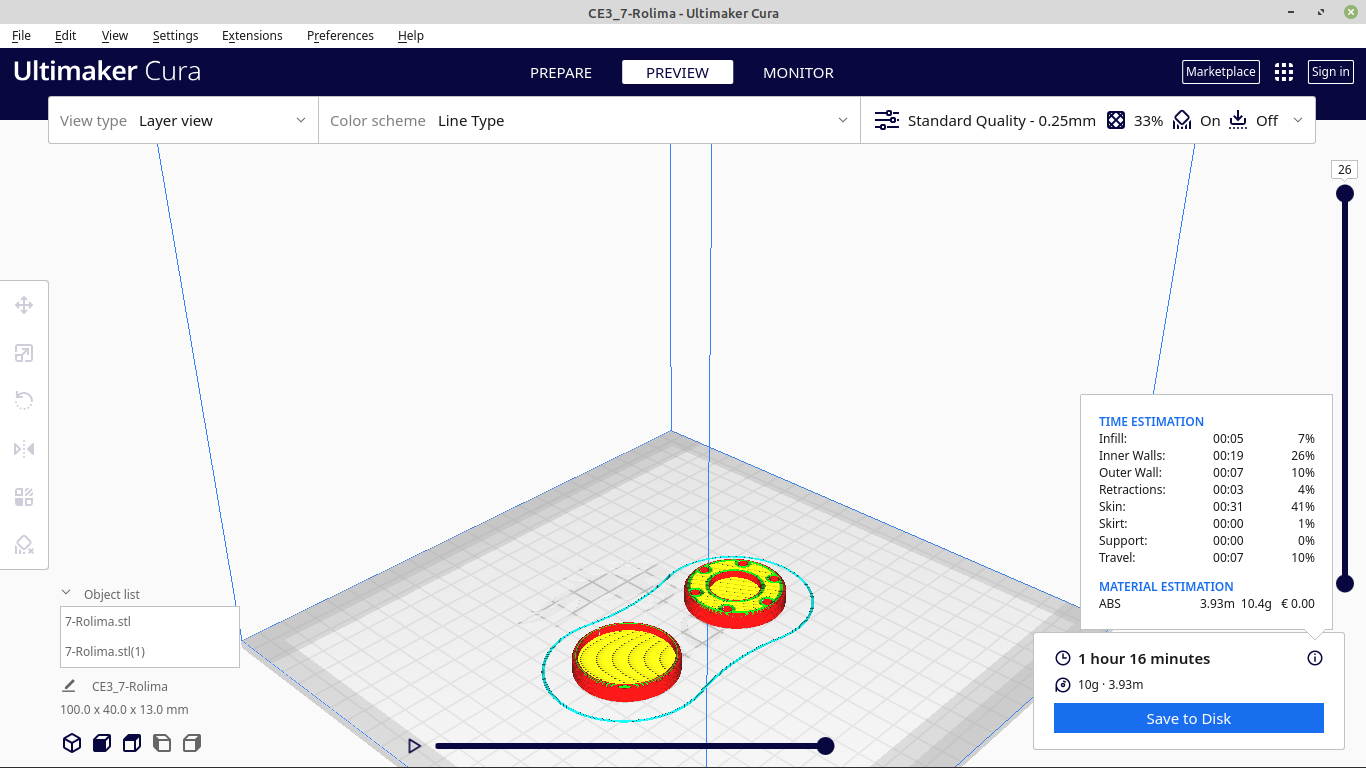 CE3_7-Rolima - Ultimaker Cura
File Edit View Settings Extensions Preferences Help
Ultimaker Cura PREPARE PREVIEW MONITOR Marketplace Sign in
View type Layer view Color scheme Line Type Standard Quality - 0.25mm 33% On Off
26
TIME ESTIMATION
Infill: 00:05 7%
Inner Walls: 00:19 26%
Outer Wall: 00:07 10%
Retractions: 00:03 4%
Skin: 00:31 41%
Skirt: 00:00 1%
Support: 00:00 0%
Travel: 00:07 10%
MATERIAL ESTIMATION
ABS 3.93m 10.4g € 0.00
Object list
7-Rolima.stl
7-Rolima.stl(1)
CE3_7-Rolima
100.0 x 40.0 x 13.0 mm
1 hour 16 minutes
10g · 3.93m
Save to Disk